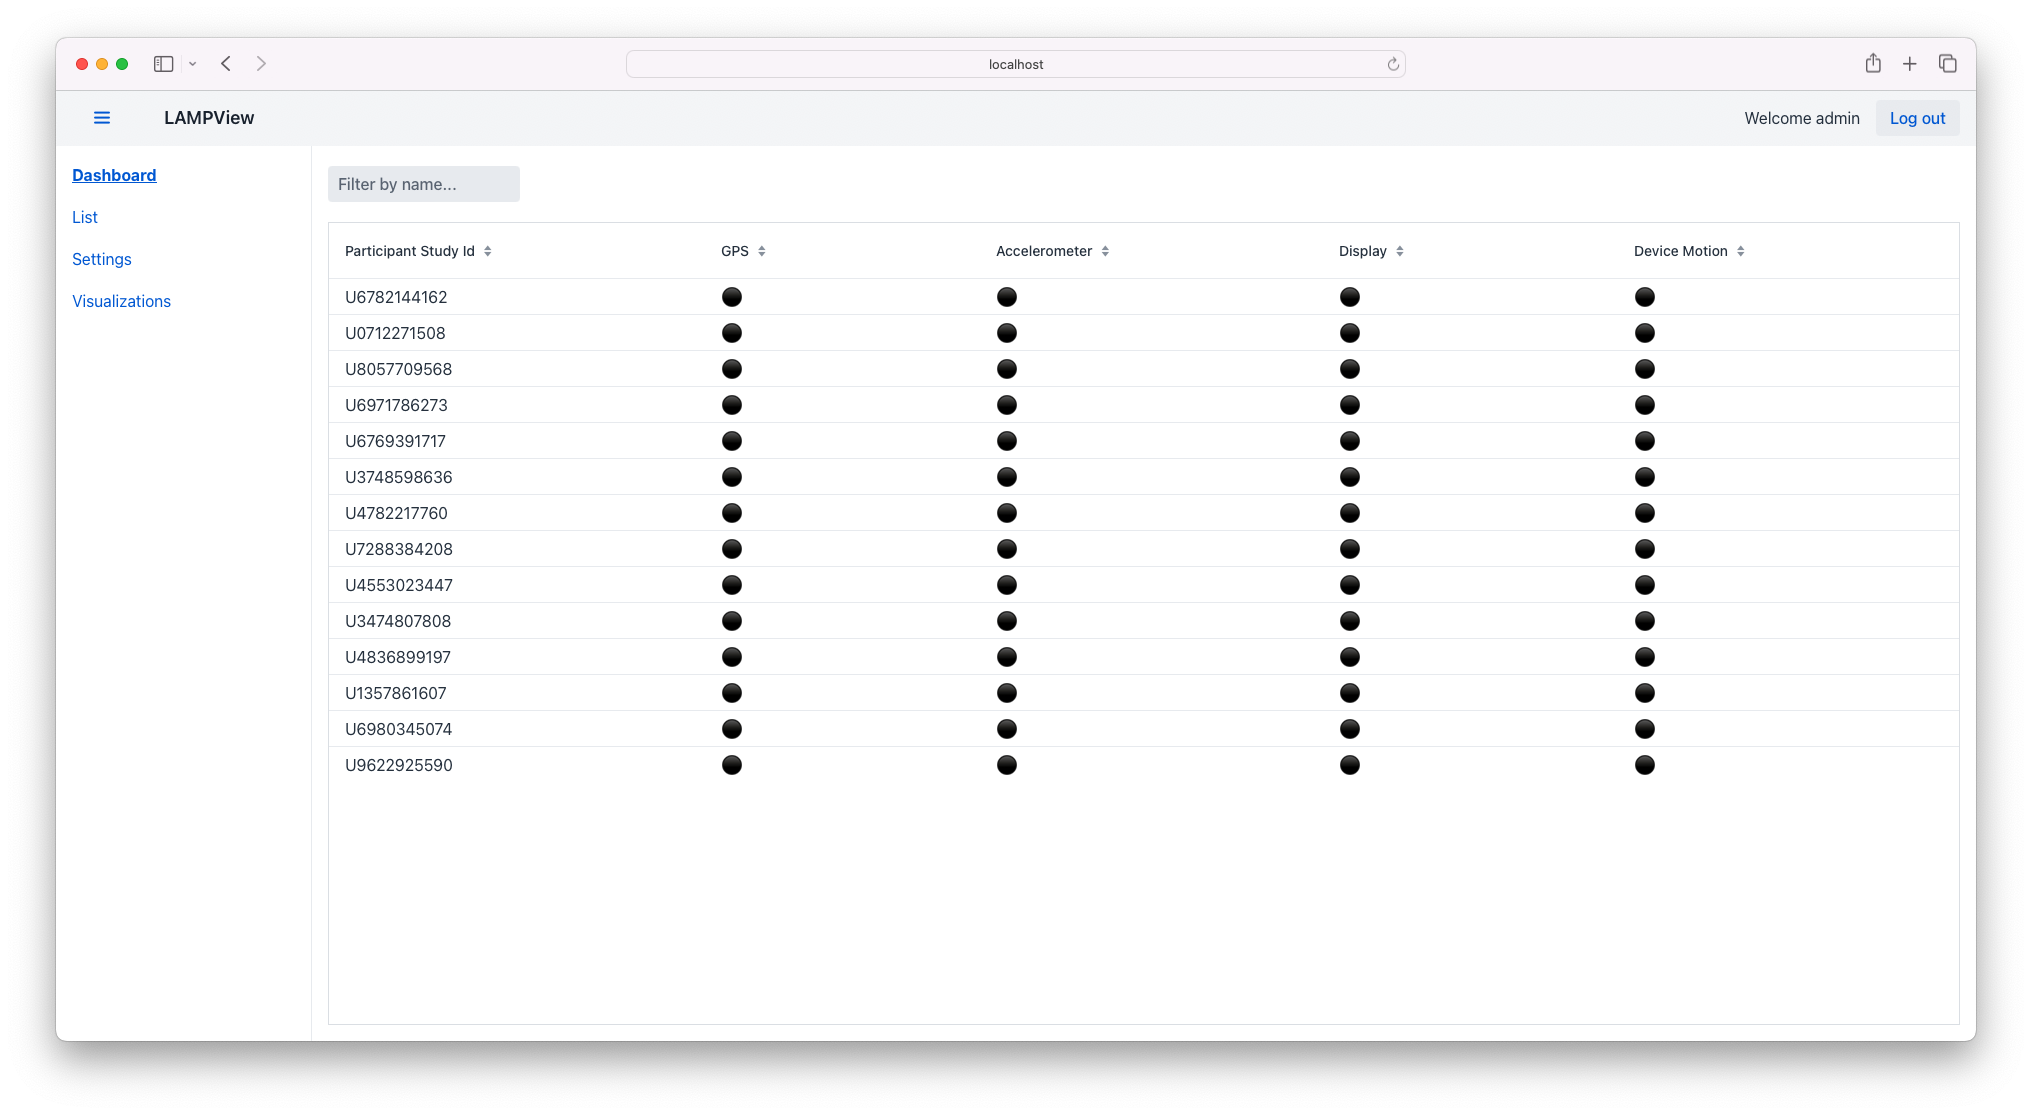 localhost
LAMPView
Welcome admin
Log out
Dashboard
List
Settings
Visualizations
Filter by name...
Participant Study Id GPS Accelerometer Display Device Motion
U6782144162
U0712271508
U8057709568
U6971786273
U6769391717
U3748598636
U4782217760
U7288384208
U4553023447
U3474807808
U4836899197
U1357861607
U6980345074
U9622925590